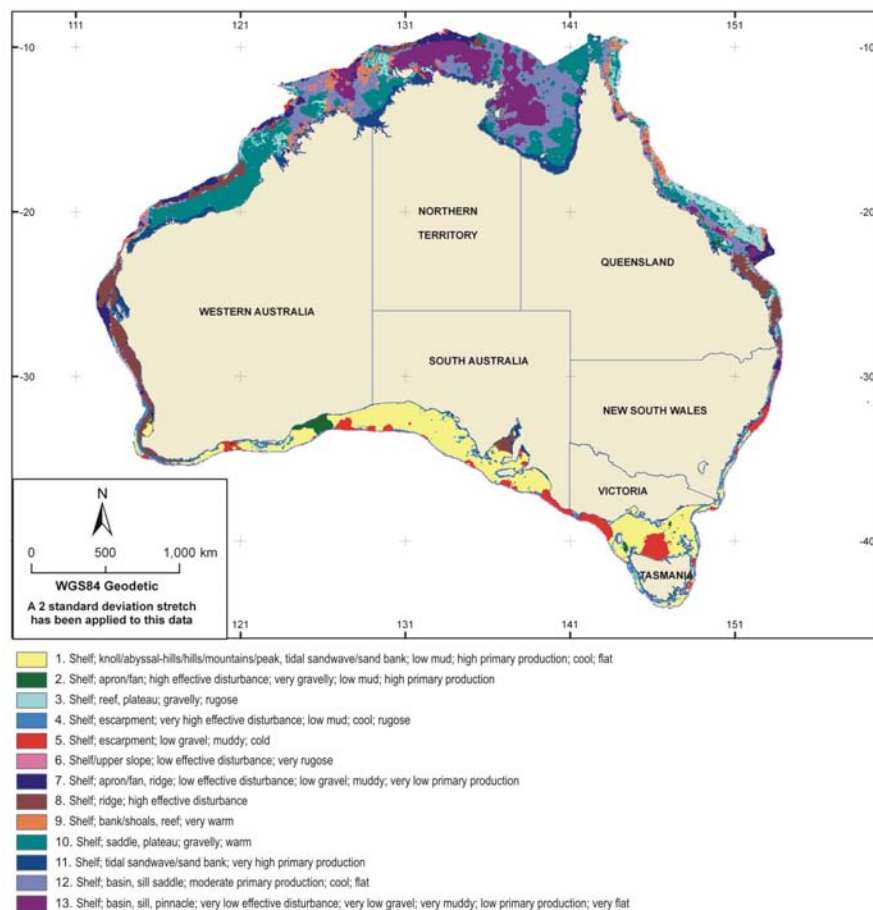 111 121 131 141 151
-10 -10
-20 -20
NORTHERN
TERRITORY
QUEENSLAND
WESTERN AUSTRALIA
SOUTH AUSTRALIA
-30 -30
NEW SOUTH WALES
VICTORIA
N
-40 -40
0 500 1,000 km
TASMANIA
WGS84 Geodetic
A 2 standard deviation stretch
has been applied to this data
121 131 141 151
1. Shelf; knoll/abyssal-hills/hills/mountains/peak, tidal sandwave/sand bank; low mud; high primary production; cool; flat
2. Shelf; apron/fan; high effective disturbance; very gravelly; low mud; high primary production
3. Shelf; reef, plateau; gravelly; rugose
4. Shelf; escarpment; very high effective disturbance; low mud; cool; rugose
5. Shelf; escarpment; low gravel; muddy; cold
6. Shelf/upper slope; low effective disturbance; very rugose
7. Shelf; apron/fan, ridge; low effective disturbance; low gravel; muddy; very low primary production
8. Shelf; ridge; high effective disturbance
9. Shelf; bank/shoals, reef; very warm
10. Shelf; saddle, plateau; gravelly; warm
11. Shelf; tidal sandwave/sand bank; very high primary production
12. Shelf; basin, sill saddle; moderate primary production; cool; flat
13. Shelf; basin, sill, pinnacle; very low effective disturbance; very low gravel; very muddy; low primary production; very flat